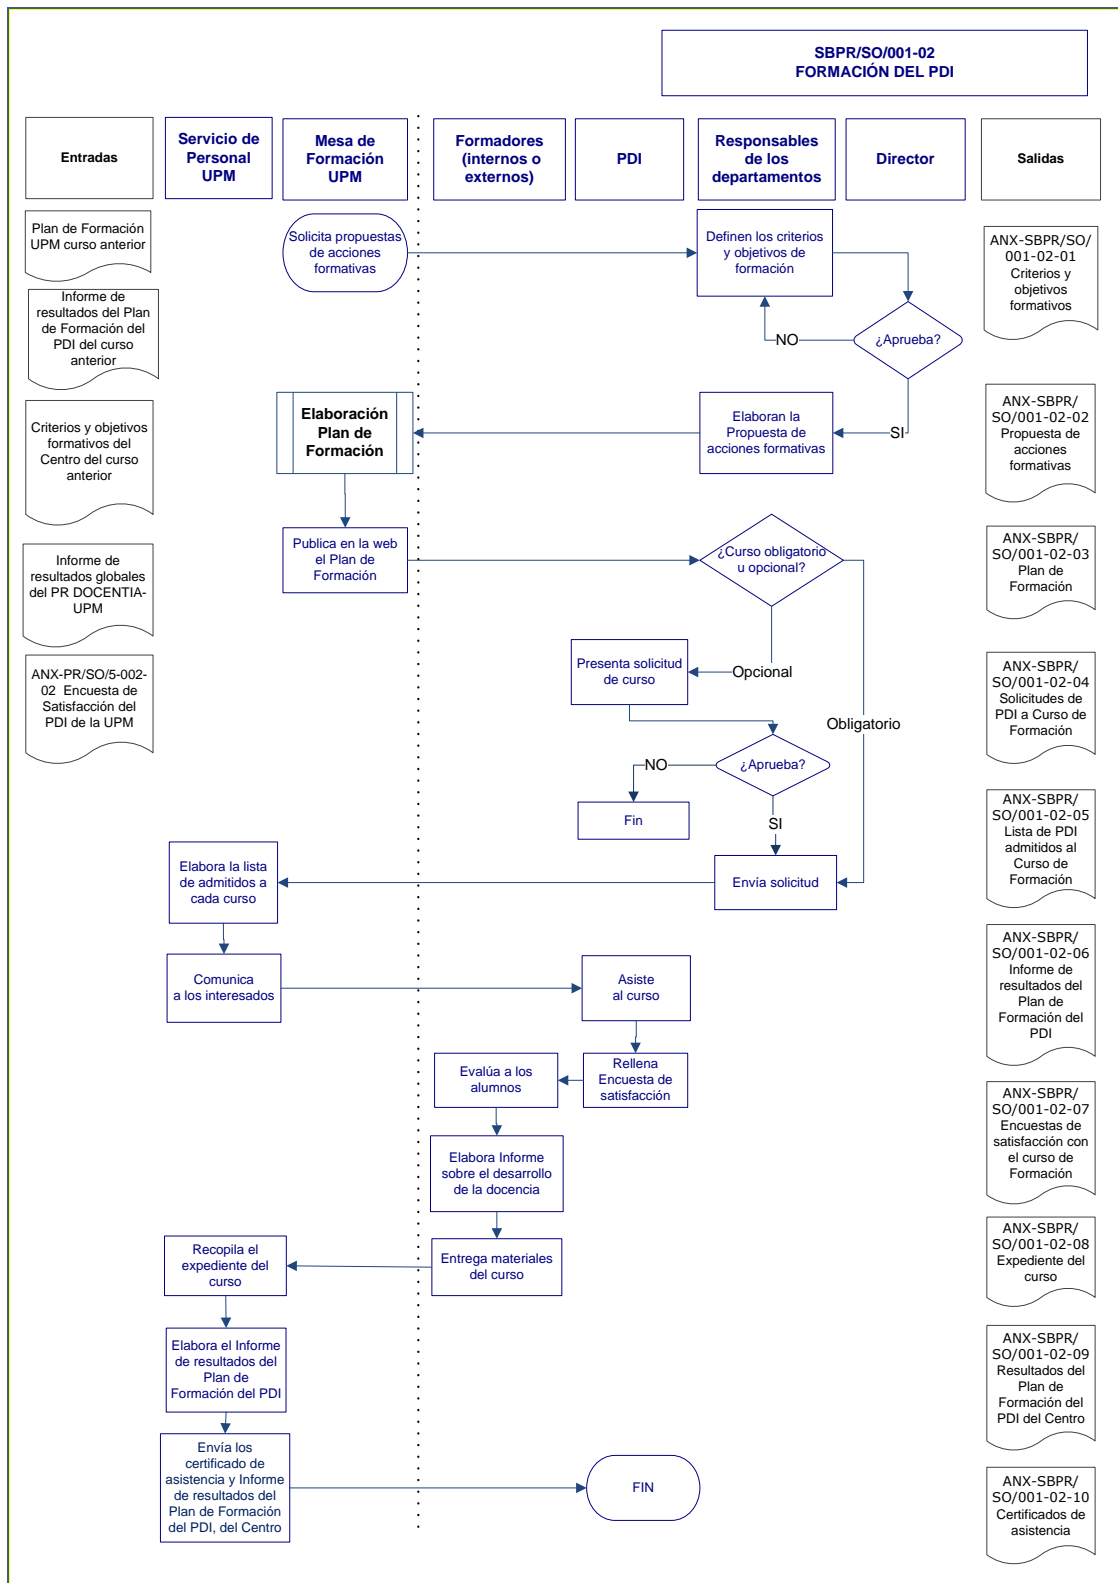 SBPR/SO/001-02
FORMACIÓN DEL PDI
Entradas
Servicio de
Personal
UPM
Mesa de
Formación
UPM
Formadores
(internos o
externos)
PDI
Responsables
de los
departamentos
Director
Salidas
Plan de Formación
UPM curso anterior
Solicita propuestas
de acciones
formativas
Definen los criterios
y objetivos de
formación
ANX-SBPR/SO/
001-02-01
Criterios y
objetivos
formativos
Informe de
resultados del Plan
de Formación del
PDI del curso
anterior
NO
¿Aprueba?
Criterios y objetivos
formativos del
Centro del curso
anterior
Elaboración
Plan de
Formación
Elaboran la
Propuesta de
acciones formativas
SI
ANX-SBPR/
SO/001-02-02
Propuesta de
acciones
formativas
Informe de
resultados globales
del PR DOCENTIA-
UPM
Publica en la web
el Plan de
Formación
¿Curso obligatorio
u opcional?
ANX-SBPR/
SO/001-02-03
Plan de
Formación
ANX-PR/SO/5-002-
02  Encuesta de
Satisfacción del
PDI de la UPM
Presenta solicitud
de curso
Opcional
Obligatorio
ANX-SBPR/
SO/001-02-04
Solicitudes de
PDI a Curso de
Formación
NO
¿Aprueba?
Fin
SI
ANX-SBPR/
SO/001-02-05
Lista de PDI
admitidos al
Curso de
Formación
Elabora la lista
de admitidos a
cada curso
Envía solicitud
Comunica
a los interesados
Asiste
al curso
ANX-SBPR/
SO/001-02-06
Informe de
resultados del
Plan de
Formación del
PDI
Evalúa a los
alumnos
Rellena
Encuesta de
satisfacción
ANX-SBPR/
SO/001-02-07
Encuestas de
satisfacción con
el curso de
Formación
Elabora Informe
sobre el desarrollo
de la docencia
Recopila el
expediente del
curso
Entrega materiales
del curso
ANX-SBPR/
SO/001-02-08
Expediente del
curso
Elabora el Informe
de resultados del
Plan de
Formación del PDI
ANX-SBPR/
SO/001-02-09
Resultados del
Plan de
Formación del
PDI del Centro
Envía los
certificado de
asistencia y Informe
de resultados del
Plan de Formación
del PDI, del Centro
FIN
ANX-SBPR/
SO/001-02-10
Certificados de
asistencia